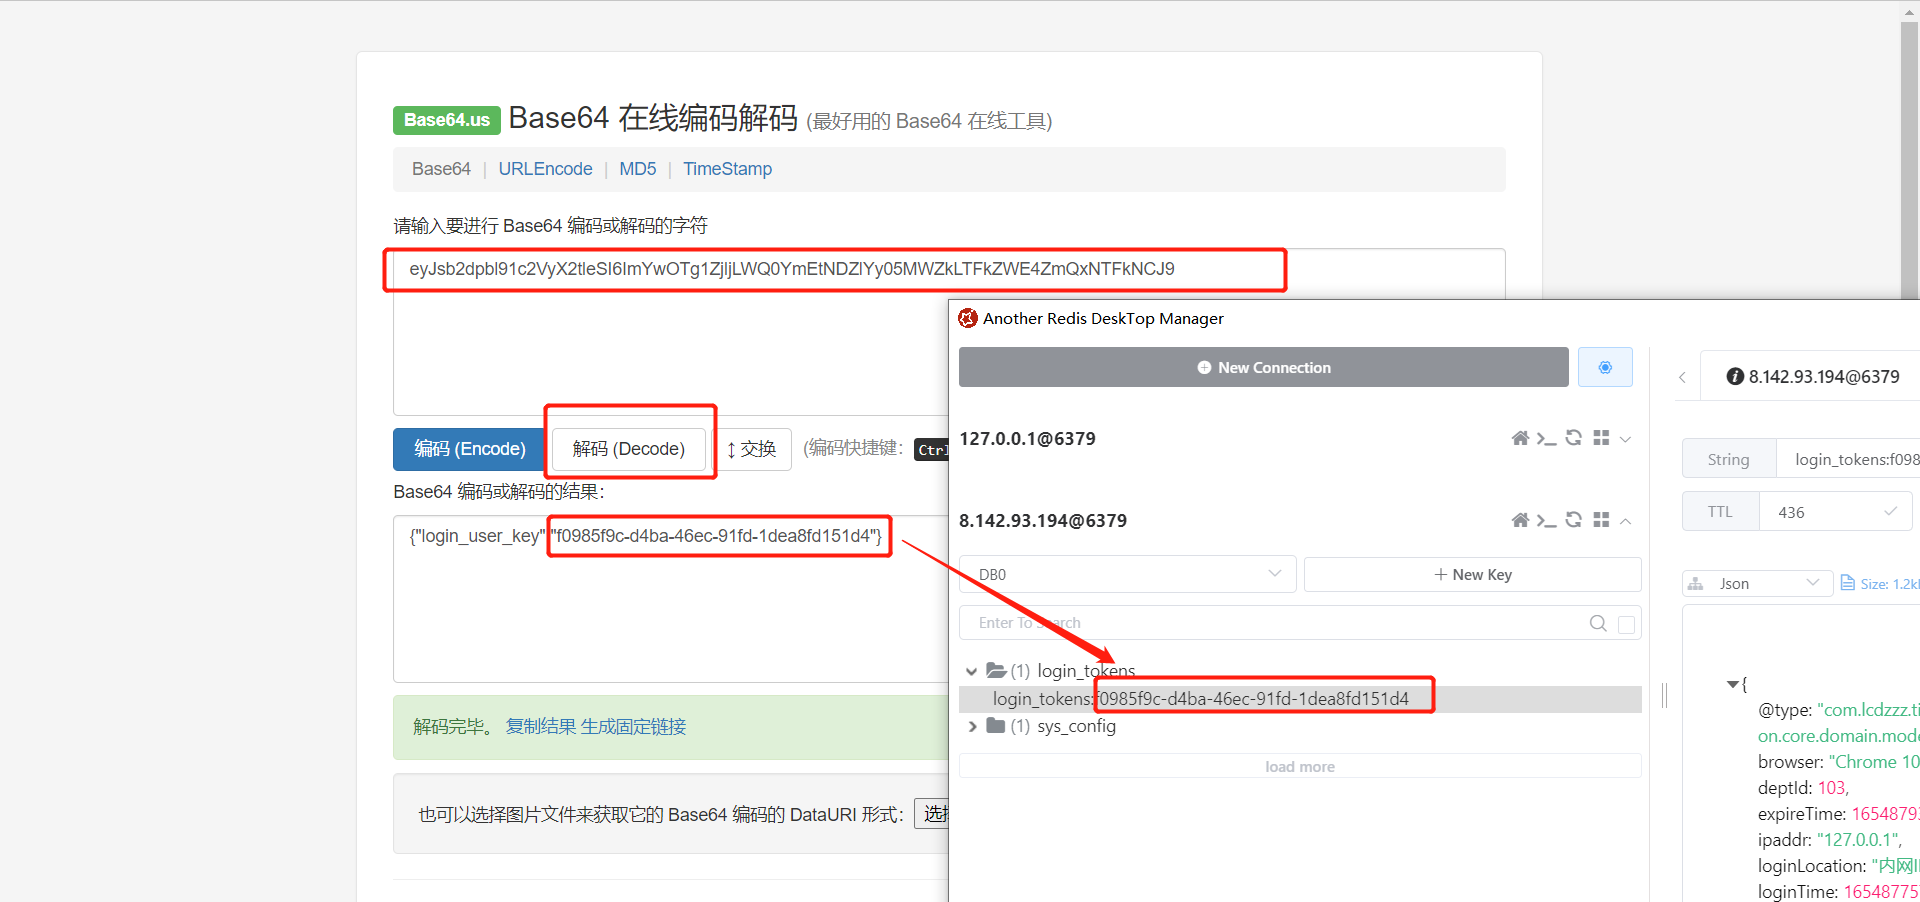 Base64.us Base64 在线编码解码 (最好用的 Base64 在线工具)
Base64 | URLEncode | MD5 | TimeStamp
请输入要进行 Base64 编码或解码的字符
eyJsb2dpbl91c2VyX2tleSI6ImYwOTg1ZjljLWQ0YmEtNDZlYy05MWZkLTFkZWE4ZmQxNTFkNCJ9
编码 (Encode) 解码 (Decode) ↕交换 (编码快捷键: Ctrl
Base64 编码或解码的结果:
{"login_user_key":"f0985f9c-d4ba-46ec-91fd-1dea8fd151d4"}
解码完毕。 复制结果 生成固定链接
也可以选择图片文件来获取它的 Base64 编码的 DataURI 形式:
Another Redis DeskTop Manager
New Connection
127.0.0.1@6379
8.142.93.194@6379
DB0
+ New Key
Enter To Search
(1) login_tokens
login_tokens:f0985f9c-d4ba-46ec-91fd-1dea8fd151d4
(1) sys_config
load more
8.142.93.194@6379
String login_tokens:f098
TTL 436
Json Size: 1.2k
{
@type: "com.lcdzzz.ti
on.core.domain.mode
browser: "Chrome 10
deptId: 103,
expireTime: 16548793
ipaddr: "127.0.0.1",
loginLocation: "内网I
loginTime: 165487757